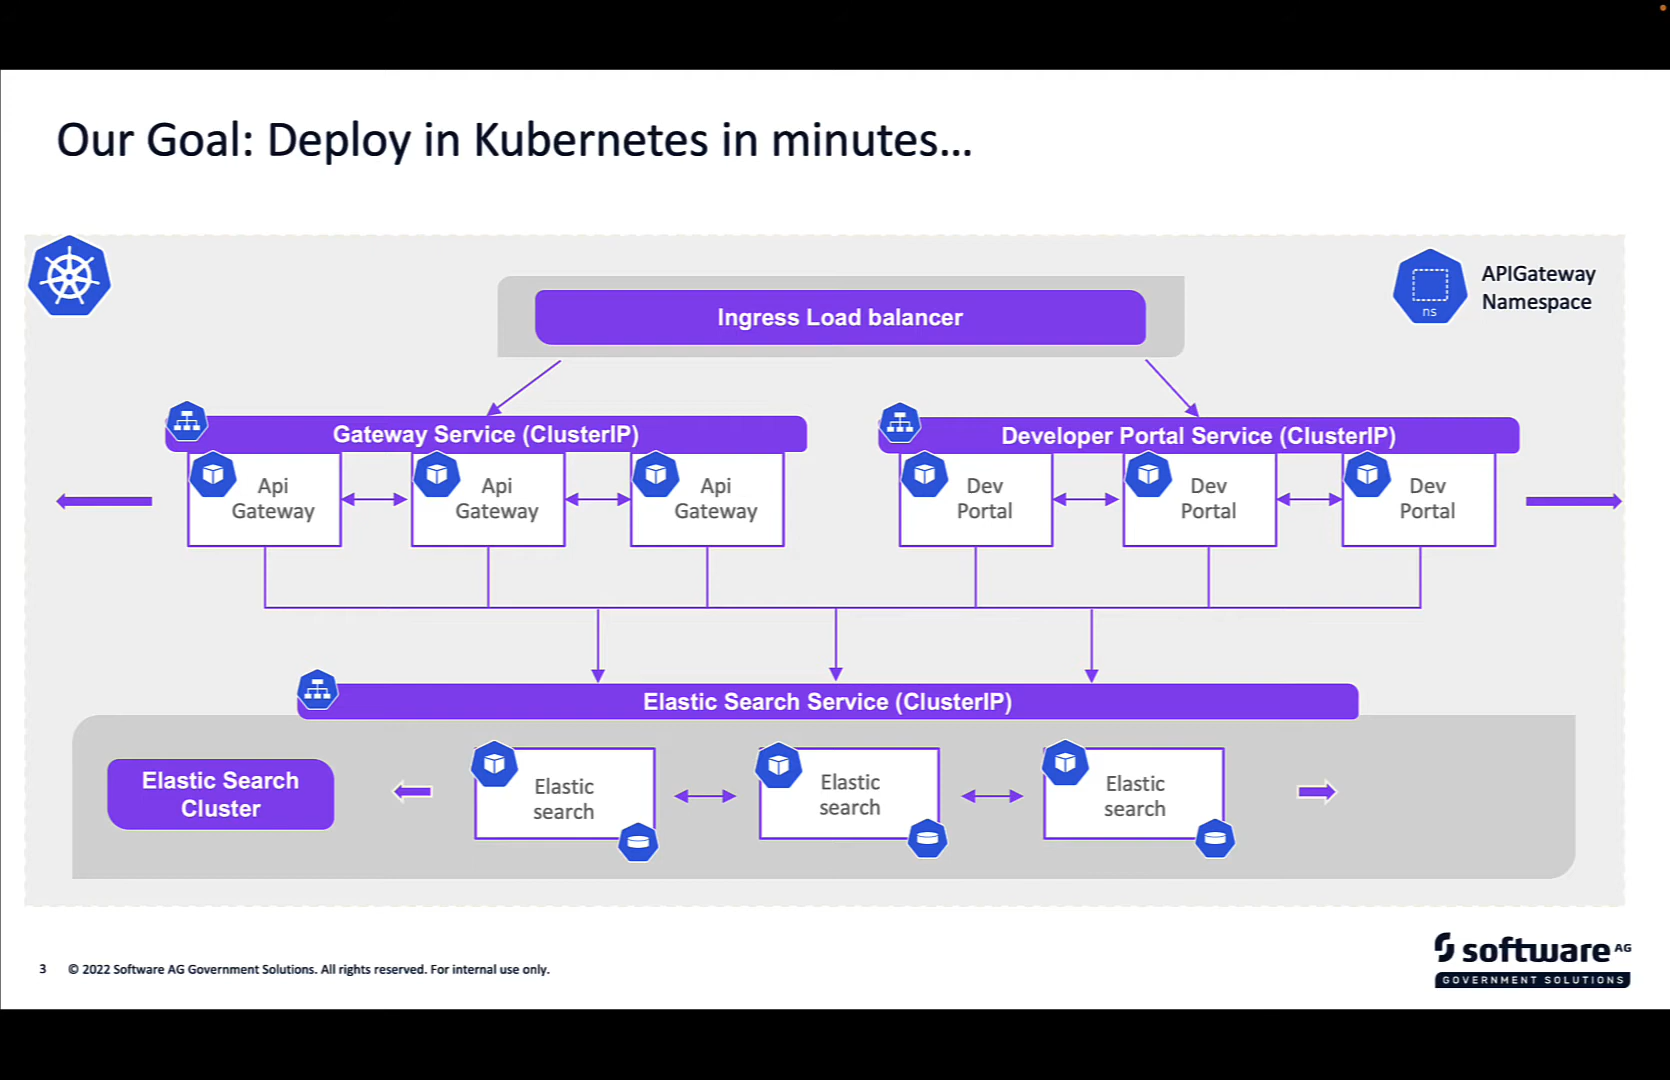 Our Goal: Deploy in Kubernetes in minutes...
APIGateway
Namespace
ns
Ingress Load balancer
Gateway Service (ClusterIP)
Developer Portal Service (ClusterIP)
Api
Gateway
Api
Gateway
Api
Gateway
Dev
Portal
Dev
Portal
Dev
Portal
Elastic Search Service (ClusterIP)
Elastic Search
Cluster
Elastic
search
Elastic
search
Elastic
search
3
© 2022 Software AG Government Solutions. All rights reserved. For internal use only.
software AG
GOVERNMENT SOLUTIONS